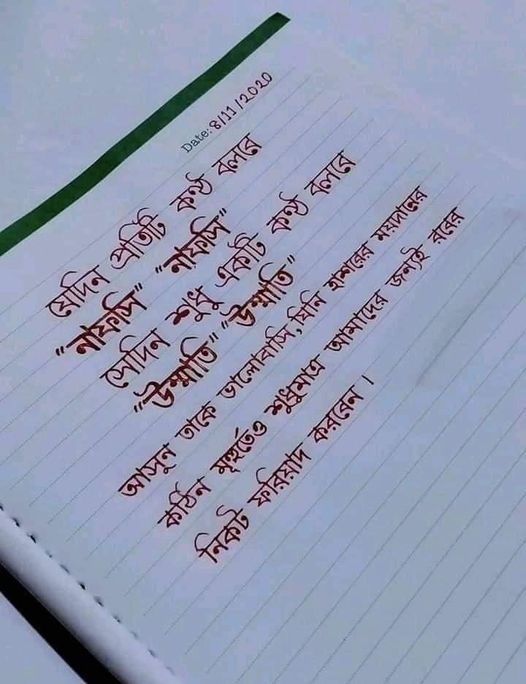 Date: 8/11/2020
যেদিন প্রতিটি কণ্ঠ বলবে
"নাফসি" "নাফসি"
সেদিন শুধু একটি কণ্ঠ বলবে
"উম্মাতি" "উম্মাতি"
আসুন তাকে ভালোবাসি,যিনি হাশরের ময়দানের
কঠিন মুহুর্তেও শুধুমাত্র আমাদের জন্যই রবের
নিকট ফরিয়াদ করবেন।